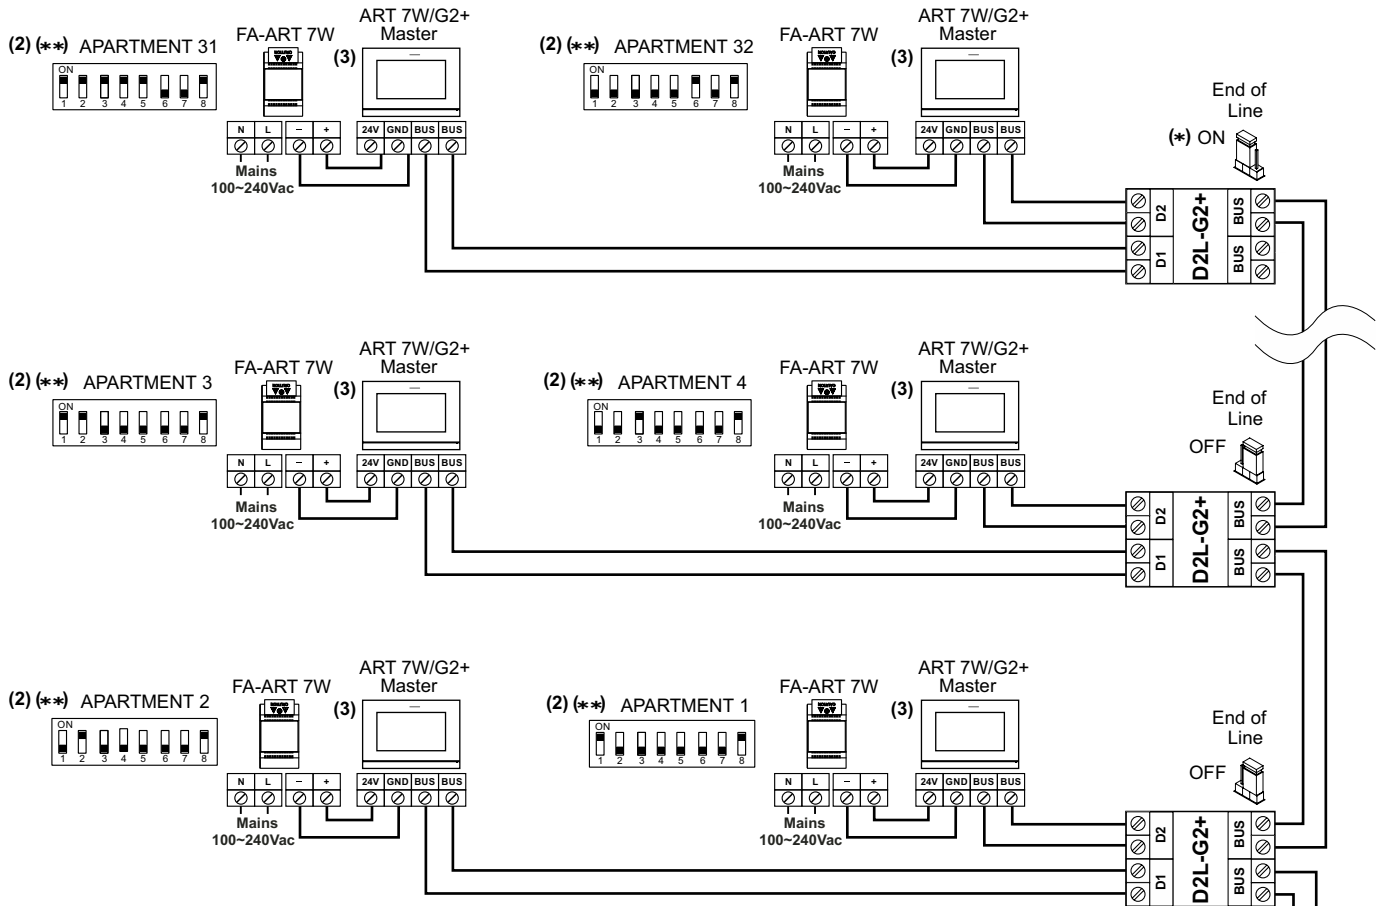 (2) (**) APARTMENT 31
ON
1 2 3 4 5 6 7 8
FA-ART 7W
ART 7W/G2+
Master
(3)
N L – + 24V GND BUS BUS
Mains
100~240Vac
(2) (**) APARTMENT 32
ON
1 2 3 4 5 6 7 8
FA-ART 7W
ART 7W/G2+
Master
(3)
N L – + 24V GND BUS BUS
Mains
100~240Vac
End of
Line
(*) ON
D2
D1
D2L-G2+
BUS
BUS
(2) (**) APARTMENT 3
ON
1 2 3 4 5 6 7 8
FA-ART 7W
ART 7W/G2+
Master
(3)
N L – + 24V GND BUS BUS
Mains
100~240Vac
(2) (**) APARTMENT 4
ON
1 2 3 4 5 6 7 8
FA-ART 7W
ART 7W/G2+
Master
(3)
N L – + 24V GND BUS BUS
Mains
100~240Vac
End of
Line
OFF
D2
D1
D2L-G2+
BUS
BUS
(2) (**) APARTMENT 2
ON
1 2 3 4 5 6 7 8
FA-ART 7W
ART 7W/G2+
Master
(3)
N L – + 24V GND BUS BUS
Mains
100~240Vac
(2) (**) APARTMENT 1
ON
1 2 3 4 5 6 7 8
FA-ART 7W
ART 7W/G2+
Master
(3)
N L – + 24V GND BUS BUS
Mains
100~240Vac
End of
Line
OFF
D2
D1
D2L-G2+
BUS
BUS